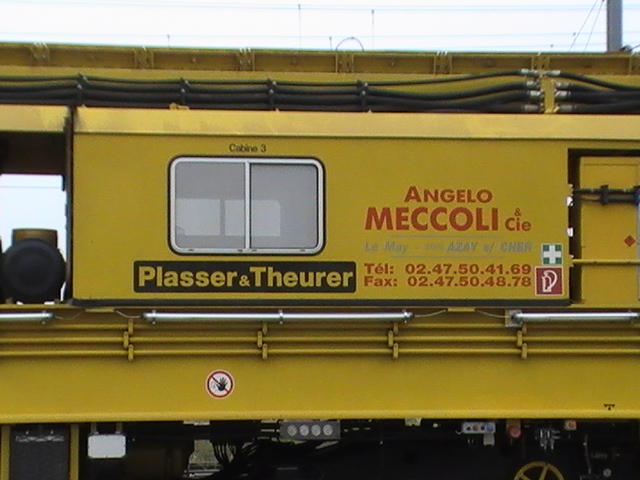 Cabine 3
ANGELO
MECCOLI & Cie
Le May - AZAY s/ CHER
Plasser & Theurer
Tél: 02.47.50.41.69
Fax: 02.47.50.48.78